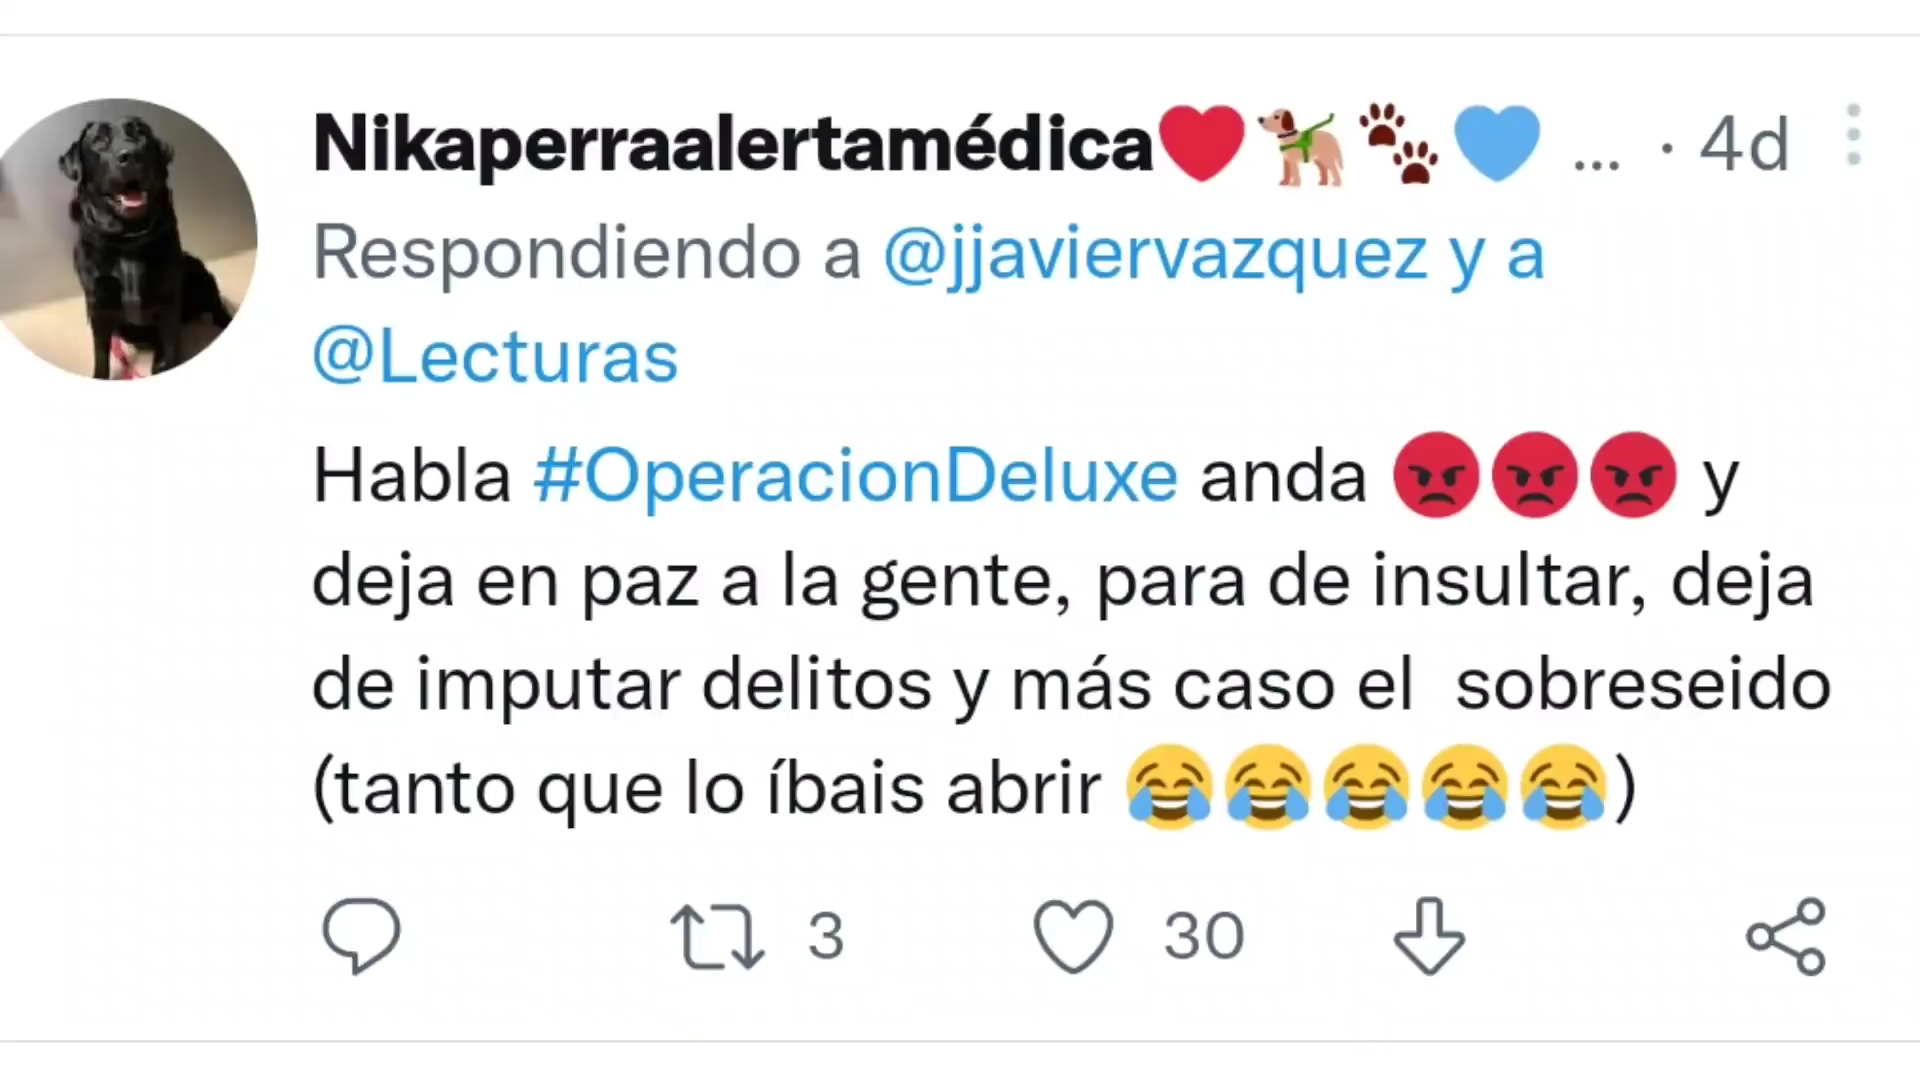 Nikaperraalertamédica❤️🦮🐾💙 ... · 4d
Respondiendo a @jjaviervazquez y a
@Lecturas
Habla #OperacionDeluxe anda 😡😡😡 y
deja en paz a la gente, para de insultar, deja
de imputar delitos y más caso el  sobreseido
(tanto que lo íbais abrir 😂😂😂😂😂)
3 30